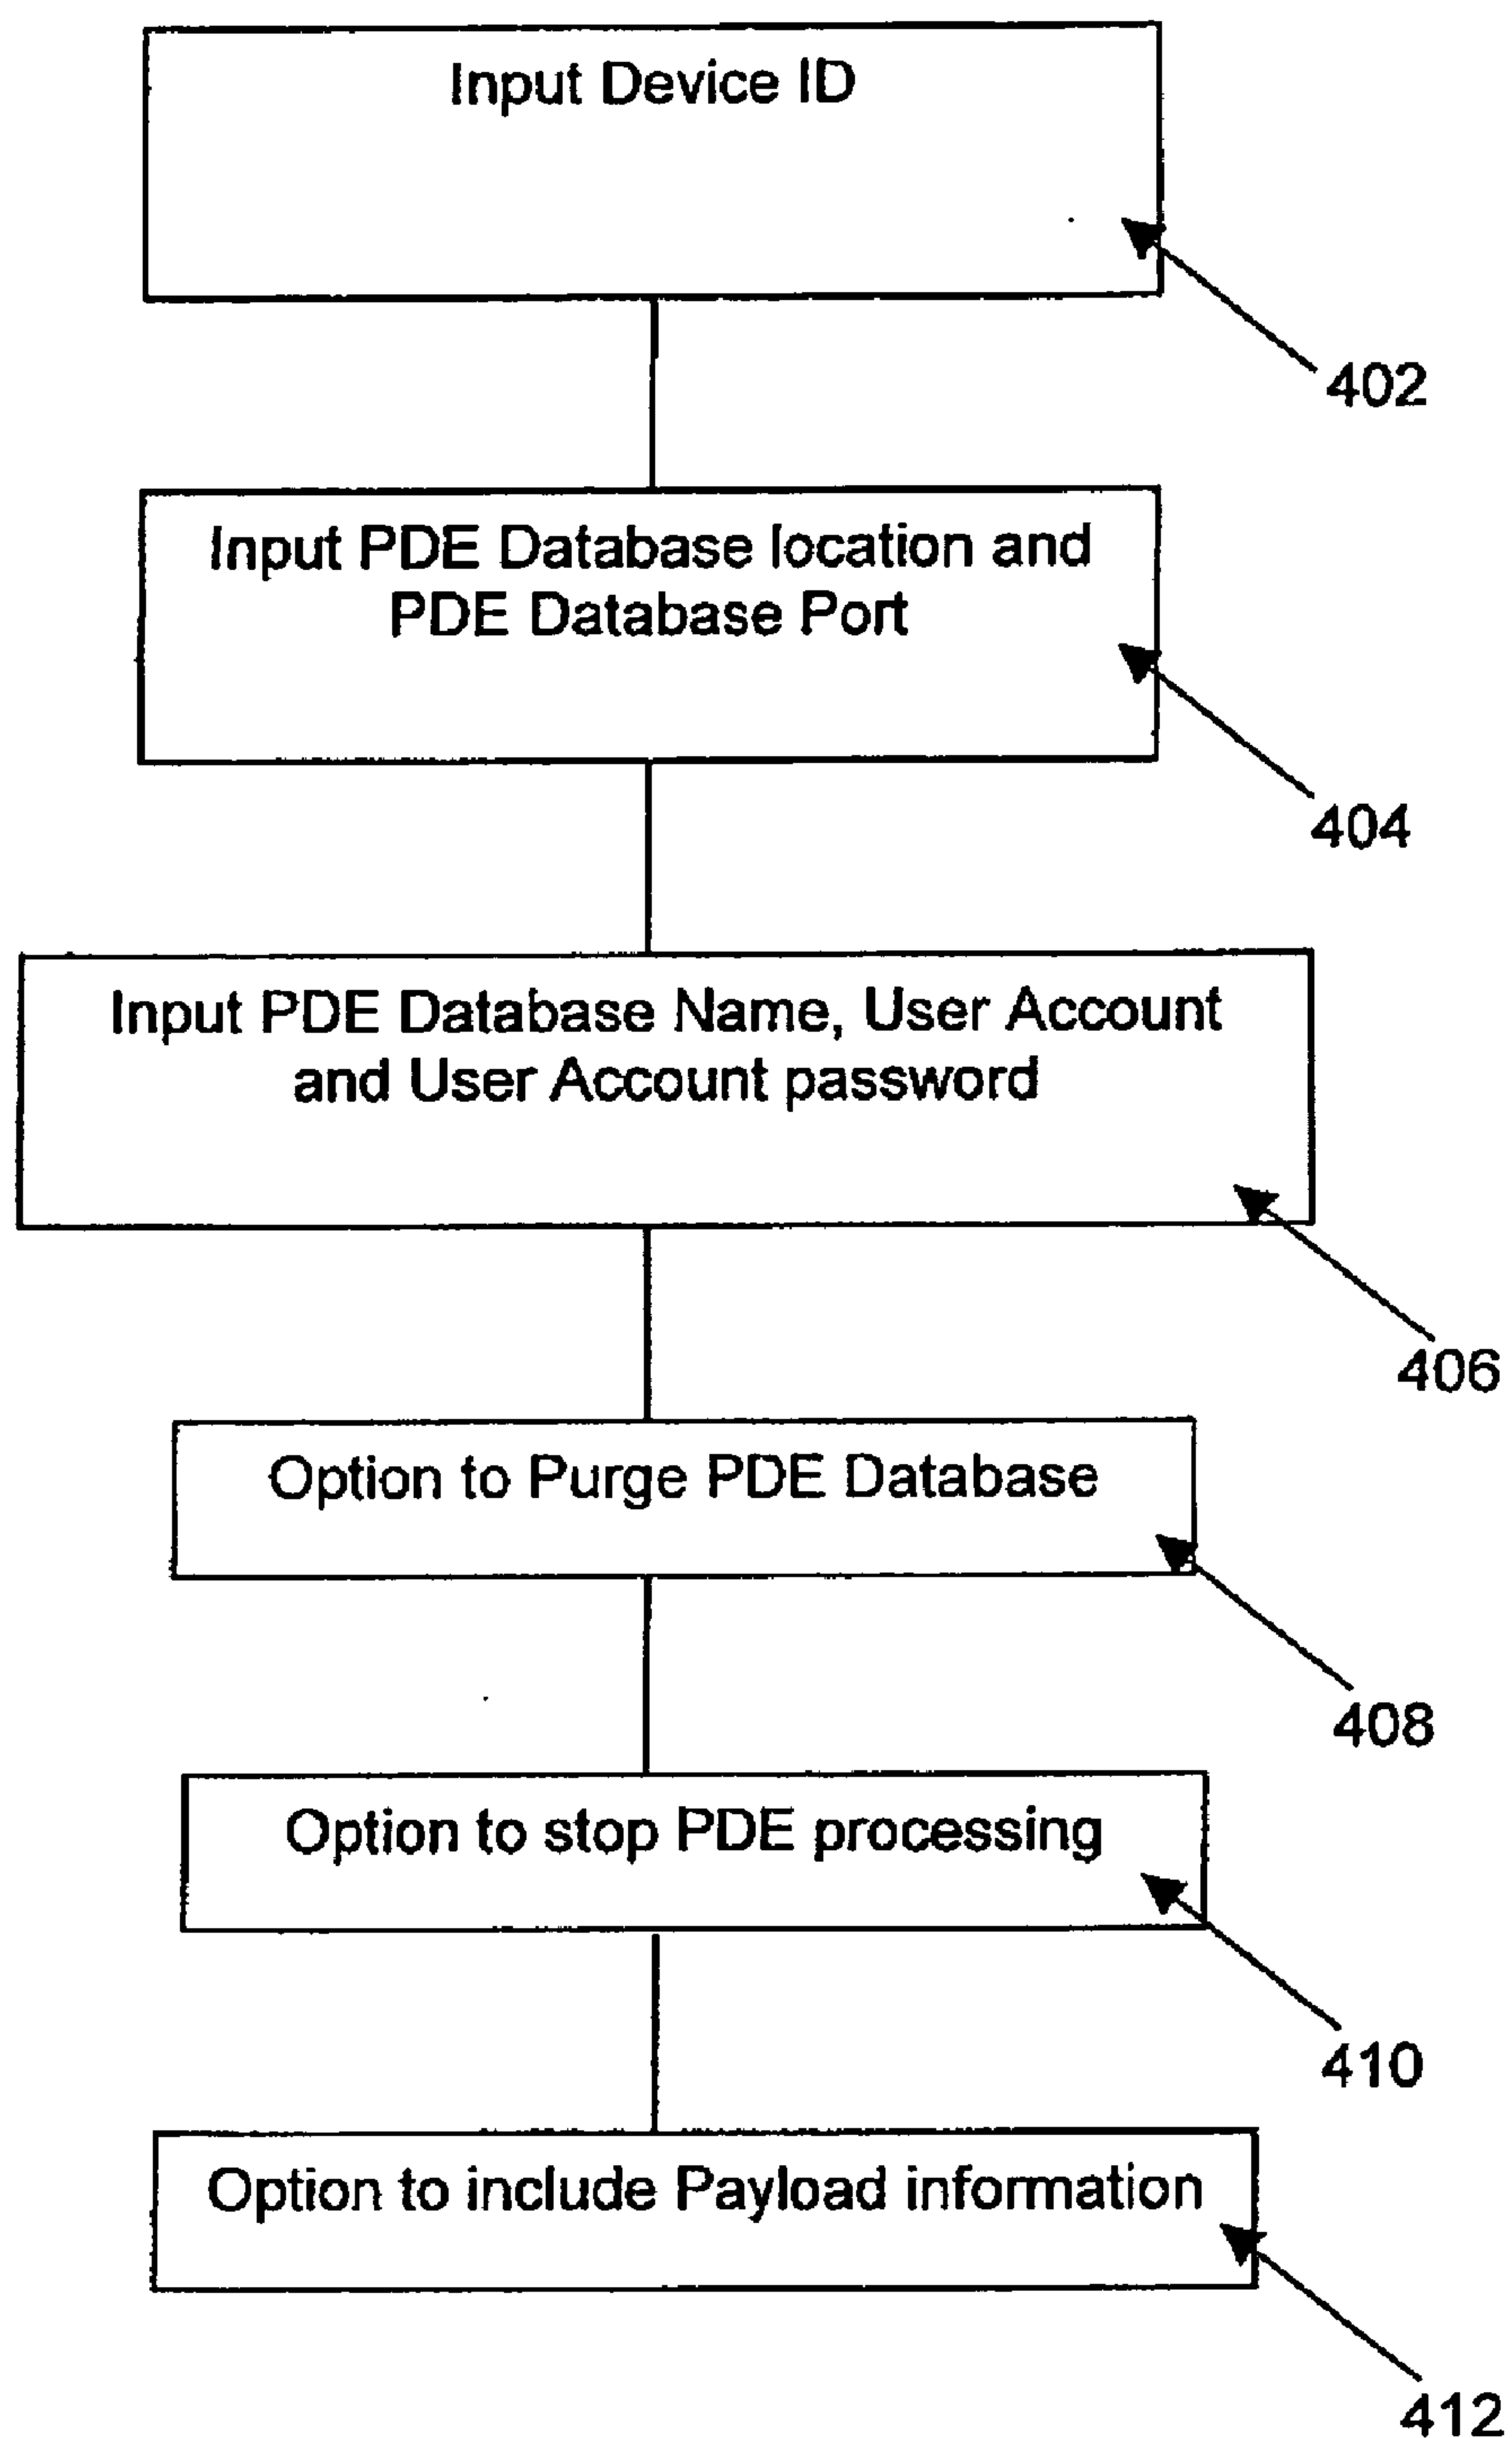 Input Device ID
402
Input PDE Database location and
PDE Database Port
404
Input PDE Database Name, User Account
and User Account password
406
Option to Purge PDE Database
408
Option to stop PDE processing
410
Option to include Payload information
412